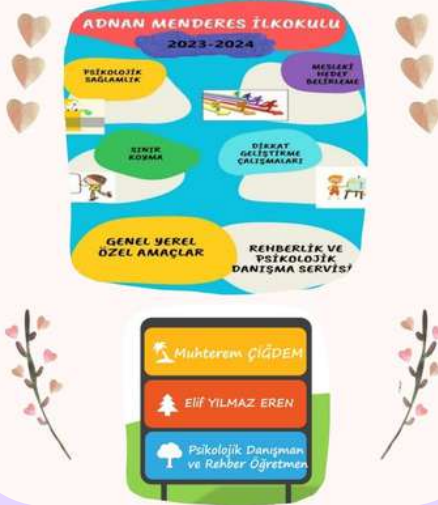 ADNAN MENDERES İLKOKULU
2023-2024
PSİKOLOJİK
SAĞLAMLIK
MESLEKİ
HEDEF
BELİRLEME
SINIR
KOYMA
DİKKAT
GELİŞTİRME
ÇALIŞMALARI
GENEL YEREL
ÖZEL AMAÇLAR
REHBERLİK VE
PSİKOLOJİK
DANIŞMA SERVİSİ
Muhterem ÇİĞDEM
Elif YILMAZ EREN
Psikolojik Danışman
ve Rehber Öğretmen